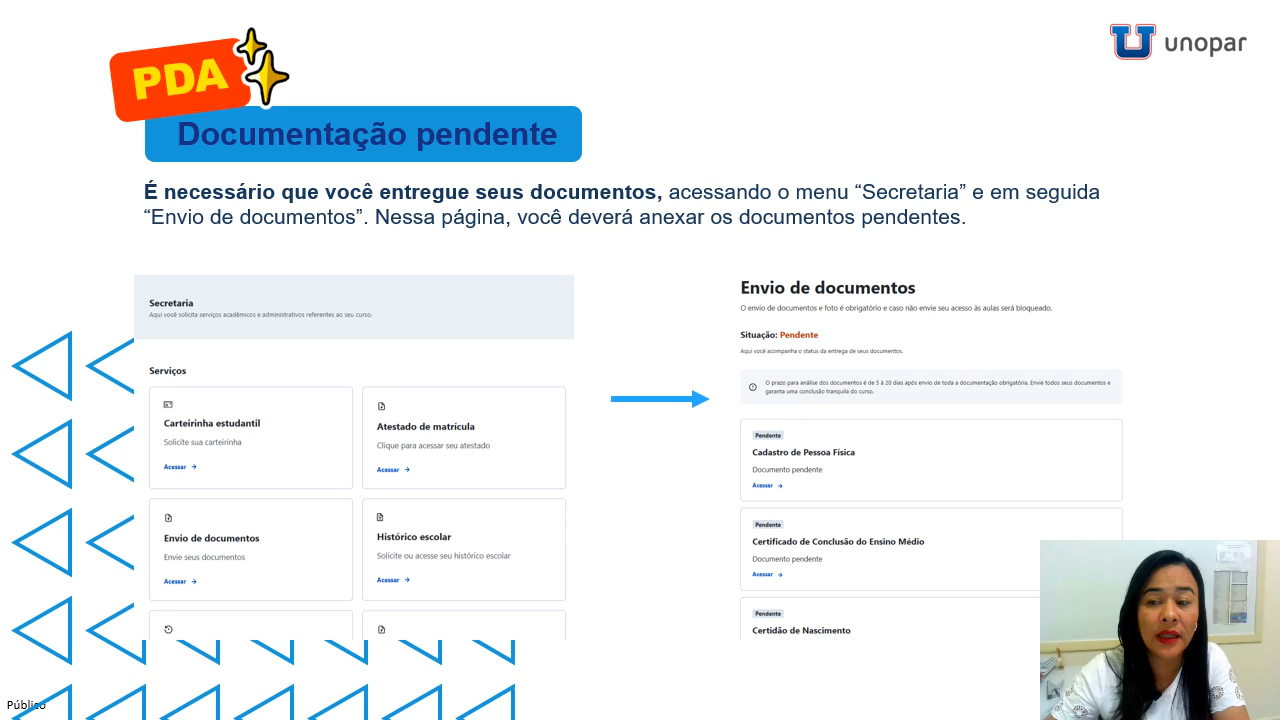 PDA
unopar
Documentação pendente
É necessário que você entregue seus documentos, acessando o menu “Secretaria” e em seguida
“Envio de documentos”. Nessa página, você deverá anexar os documentos pendentes.
Secretaria
Aqui você solicita serviços acadêmicos e administrativos referentes ao seu curso.
Serviços
Carteirinha estudantil
Solicite sua carteirinha
Acessar
Atestado de matrícula
Clique para acessar seu atestado
Acessar
Envio de documentos
Envie seus documentos
Acessar
Histórico escolar
Solicite ou acesse seu histórico escolar
Acessar
Envio de documentos
O envio de documentos e foto é obrigatório e caso não envie seu acesso às aulas será bloqueado.
Situação: Pendente
Aqui você acompanha o status da entrega de seus documentos.
O prazo para análise dos documentos é de 5 à 20 dias após envio de toda a documentação obrigatória. Envie todos seus documentos e
garanta uma conclusão tranquila do curso.
Pendente
Cadastro de Pessoa Física
Documento pendente
Acessar
Pendente
Certificado de Conclusão do Ensino Médio
Documento pendente
Acessar
Pendente
Certidão de Nascimento
Público